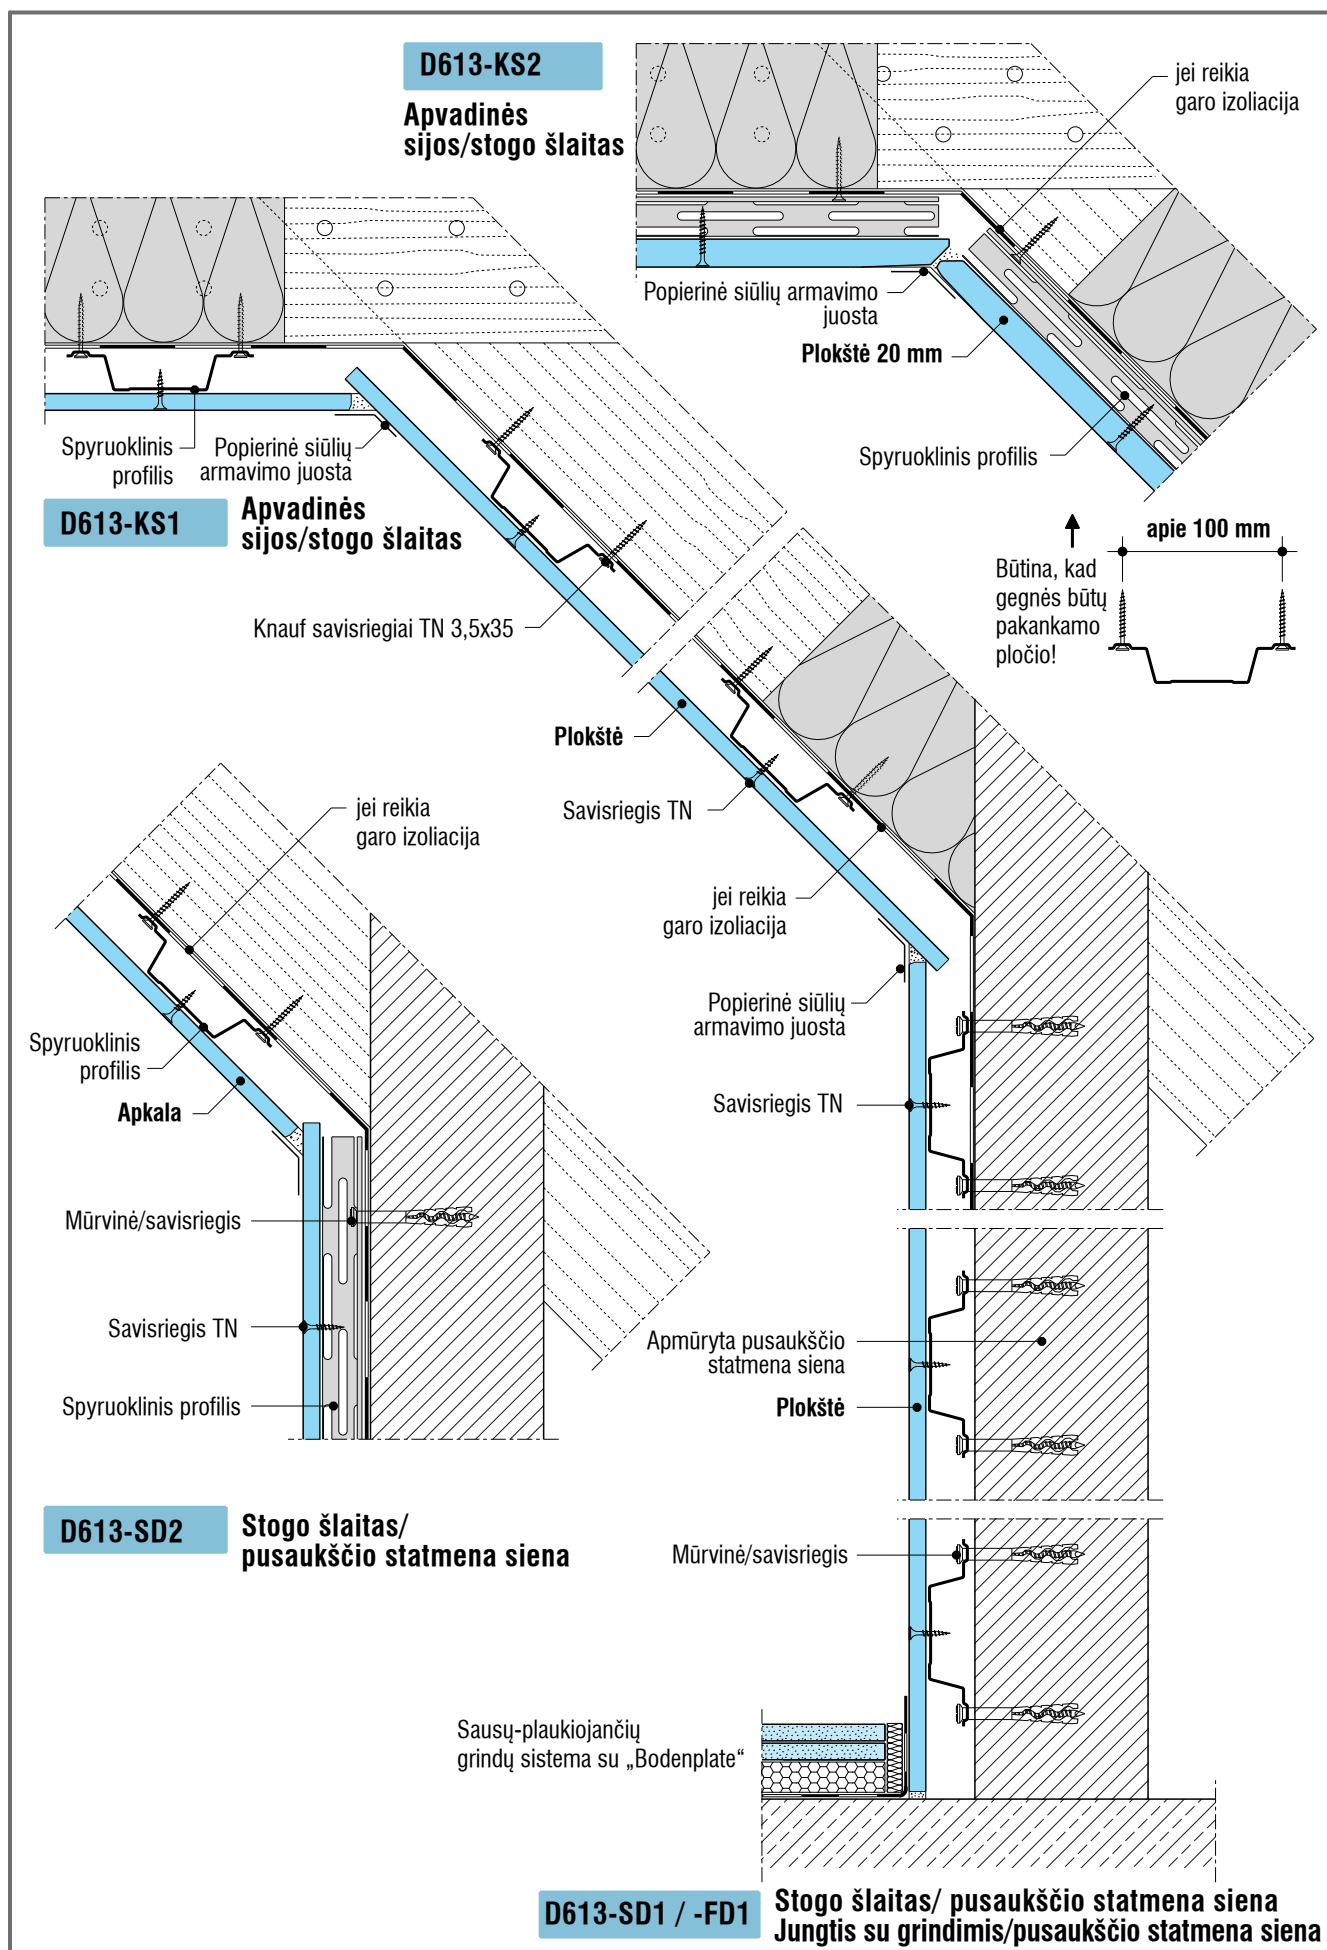 D613-KS2
Apvadinės
sijos/stogo šlaitas
jei reikia
garo izoliacija
Popierinė siūlių armavimo
juosta
Plokštė 20 mm
Spyruoklinis profilis
Spyruoklinis
profilis
Popierinė siūlių
armavimo juosta
D613-KS1
Apvadinės
sijos/stogo šlaitas
apie 100 mm
Būtina, kad
gegnės būtų
pakankamo
pločio!
Knauf savisriegiai TN 3,5x35
Plokštė
Savisriegis TN
jei reikia
garo izoliacija
jei reikia
garo izoliacija
Popierinė siūlių
armavimo juosta
Spyruoklinis
profilis
Apkala
Savisriegis TN
Mūrvinė/savisriegis
Savisriegis TN
Spyruoklinis profilis
Apmūryta pusaukščio
statmena siena
Plokštė
D613-SD2
Stogo šlaitas/
pusaukščio statmena siena
Mūrvinė/savisriegis
Sausų-plaukiojančių
grindų sistema su „Bodenplate“
D613-SD1 / -FD1
Stogo šlaitas/ pusaukščio statmena siena
Jungtis su grindimis/pusaukščio statmena siena